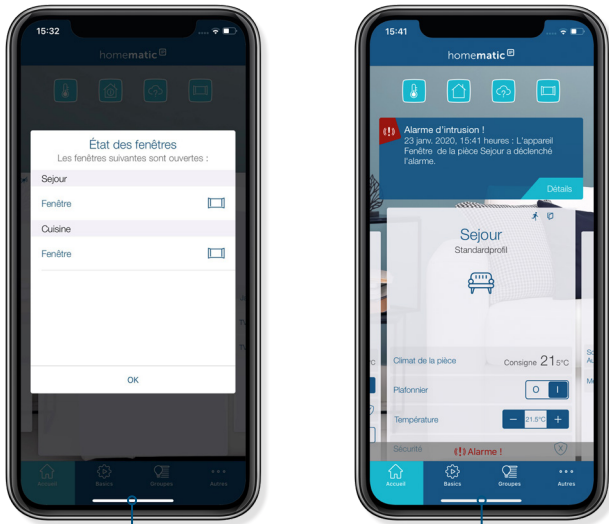 15:32
homematic IP
État des fenêtres
Les fenêtres suivantes sont ouvertes :
Sejour
Fenêtre
Cuisine
Fenêtre
OK
Accueil
Basics
Groupes
Autres
15:41
homematic IP
Alarme d'intrusion !
23 janv. 2020, 15:41 heures : L'appareil
Fenêtre de la pièce Sejour a déclenché
l'alarme.
Détails
Sejour
Standardprofil
Climat de la pièce
Consigne 21 5°C
Plafonnier
O I
Température
− 21.5°C +
Sécurité
Alarme !
Accueil
Basics
Groupes
Autres